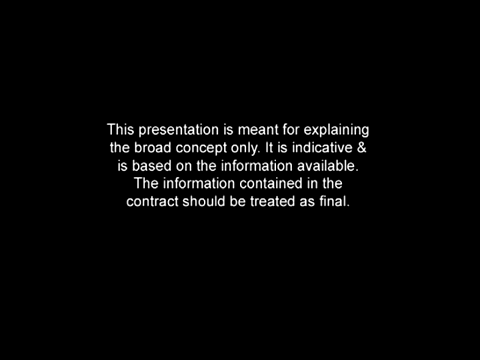 This presentation is meant for explaining
the broad concept only. It is indicative &
is based on the information available.
The information contained in the
contract should be treated as final.